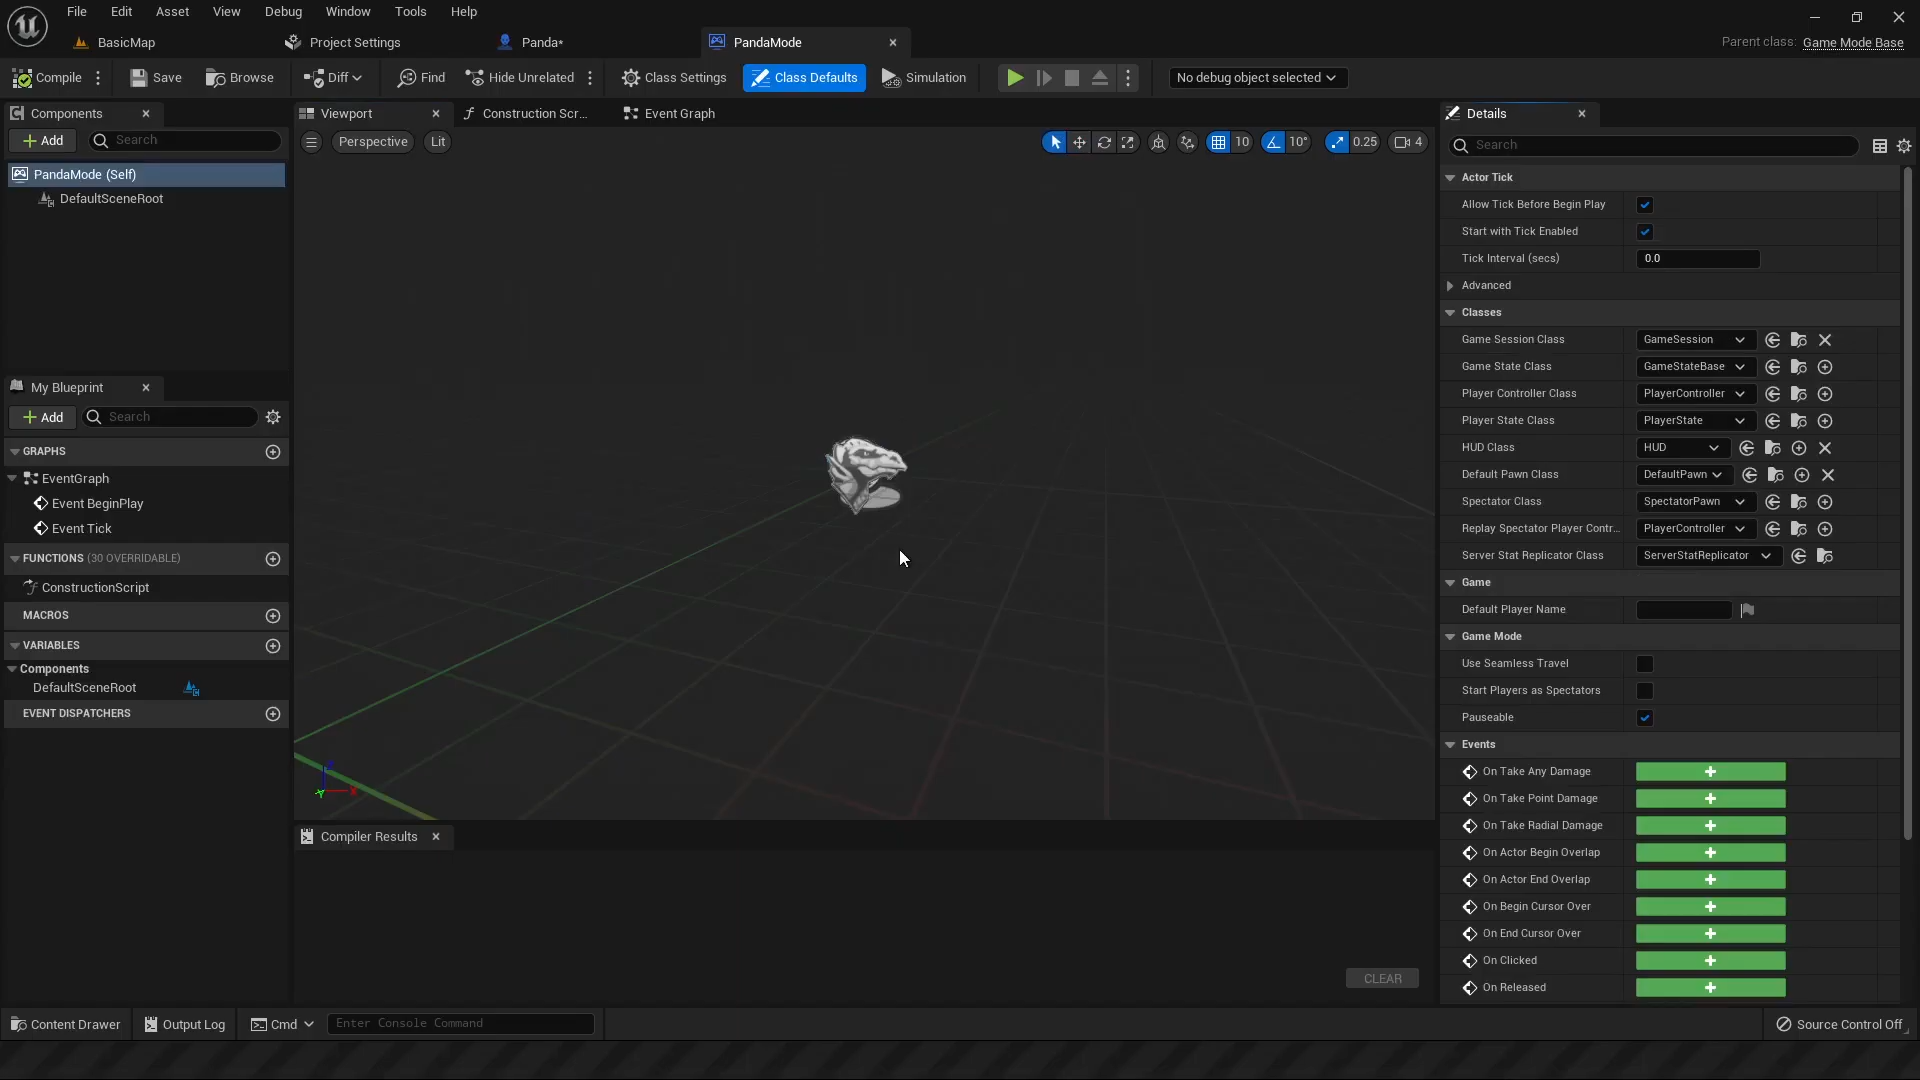 File Edit Asset View Debug Window Tools Help
BasicMap Project Settings Panda* PandaMode Parent class: Game Mode Base
Compile Save Browse Diff Find Hide Unrelated Class Settings Class Defaults Simulation No debug object selected
Components
Add Search
PandaMode (Self)
DefaultSceneRoot
My Blueprint
Add Search
GRAPHS
EventGraph
Event BeginPlay
Event Tick
FUNCTIONS (30 OVERRIDABLE)
ConstructionScript
MACROS
VARIABLES
Components
DefaultSceneRoot
EVENT DISPATCHERS
Viewport Construction Scr... Event Graph
Perspective Lit 10 10° 0.25 4
Compiler Results
CLEAR
Details
Search
Actor Tick
Allow Tick Before Begin Play
Start with Tick Enabled
Tick Interval (secs) 0.0
Advanced
Classes
Game Session Class GameSession
Game State Class GameStateBase
Player Controller Class PlayerController
Player State Class PlayerState
HUD Class HUD
Default Pawn Class DefaultPawn
Spectator Class SpectatorPawn
Replay Spectator Player Contr... PlayerController
Server Stat Replicator Class ServerStatReplicator
Game
Default Player Name
Game Mode
Use Seamless Travel
Start Players as Spectators
Pauseable
Events
On Take Any Damage
On Take Point Damage
On Take Radial Damage
On Actor Begin Overlap
On Actor End Overlap
On Begin Cursor Over
On End Cursor Over
On Clicked
On Released
Content Drawer Output Log Cmd Enter Console Command Source Control Off